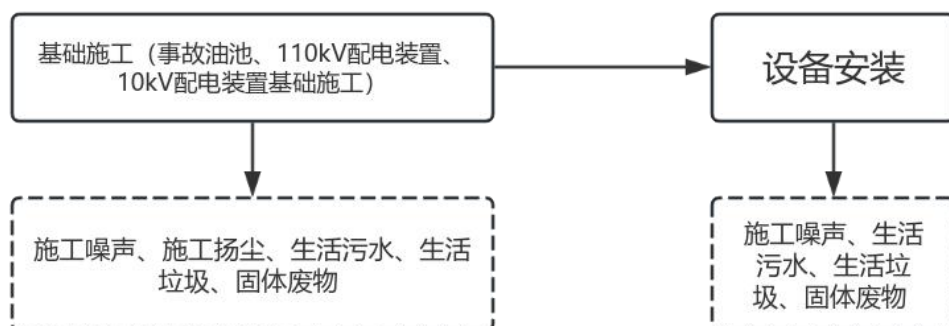 基础施工（事故油池、110kV配电装置、
10kV配电装置基础施工）
设备安装
施工噪声、施工扬尘、生活污水、生活
垃圾、固体废物
施工噪声、生活
污水、生活垃
圾、固体废物